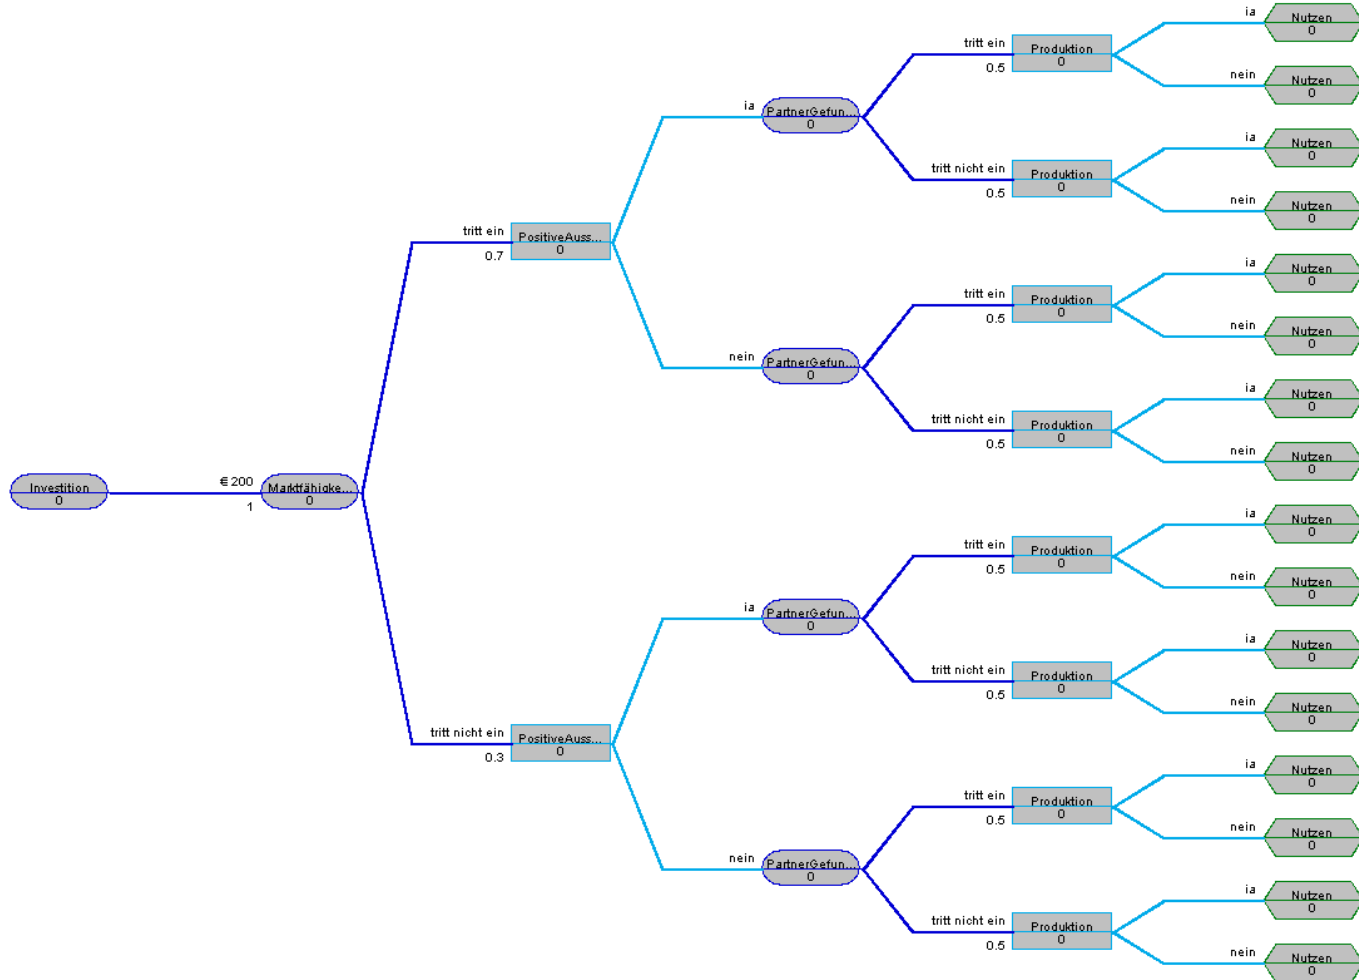 ja
Nutzen
0
tritt ein
0.5
Produktion
0
nein
Nutzen
0
ja
PartnerGefun...
0
ja
Nutzen
0
tritt nicht ein
0.5
Produktion
0
nein
Nutzen
0
tritt ein
0.7
PositiveAuss...
0
ja
Nutzen
0
tritt ein
0.5
Produktion
0
nein
Nutzen
0
nein
PartnerGefun...
0
ja
Nutzen
0
tritt nicht ein
0.5
Produktion
0
nein
Nutzen
0
Investition
0
€ 200
1
Marktfähigke...
0
ja
Nutzen
0
tritt ein
0.5
Produktion
0
nein
Nutzen
0
ja
PartnerGefun...
0
ja
Nutzen
0
tritt nicht ein
0.5
Produktion
0
nein
Nutzen
0
tritt nicht ein
0.3
PositiveAuss...
0
ja
Nutzen
0
tritt ein
0.5
Produktion
0
nein
Nutzen
0
nein
PartnerGefun...
0
ja
Nutzen
0
tritt nicht ein
0.5
Produktion
0
nein
Nutzen
0